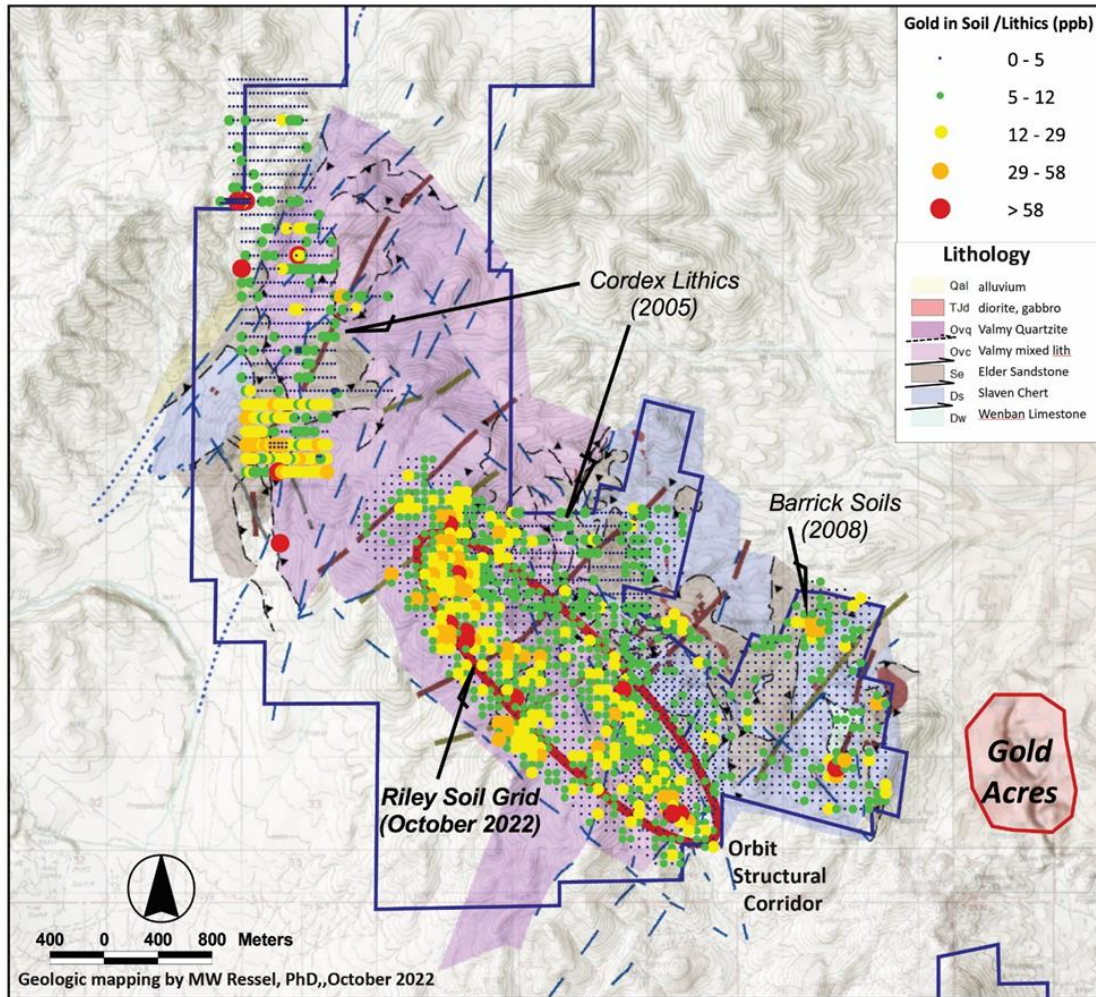 Gold in Soil /Lithics (ppb)
0 - 5
5 - 12
12 - 29
29 - 58
> 58
Lithology
Qal alluvium
TJd diorite, gabbro
Ovq Valmy Quartzite
Ovc Valmy mixed lith
Se Elder Sandstone
Ds Slaven Chert
Dw Wenban Limestone
Cordex Lithics
(2005)
Barrick Soils
(2008)
Gold
Acres
Riley Soil Grid
(October 2022)
Orbit
Structural
Corridor
32
33
400 0 400 800 Meters
Geologic mapping by MW Ressel, PhD,,October 2022